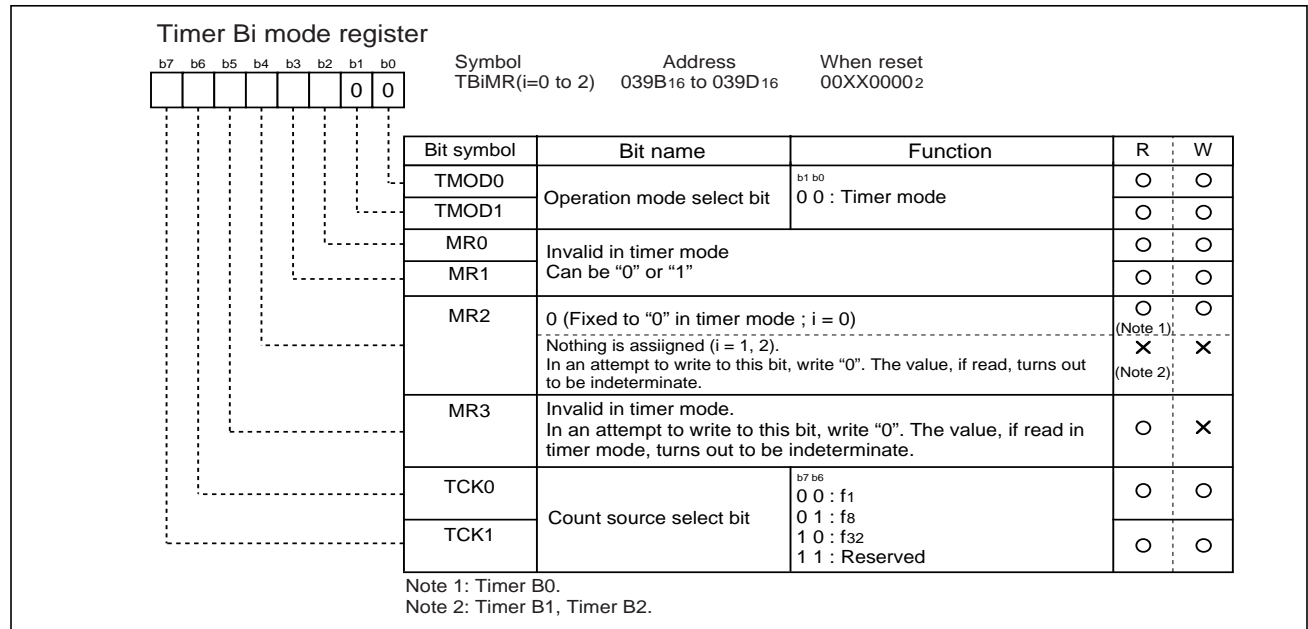 Timer Bi mode register
b7 b6 b5 b4 b3 b2 b1 b0
0 0
Symbol Address When reset
TBiMR(i=0 to 2) 039B16 to 039D16 00XX00002
Bit symbol Bit name Function R W
TMOD0 Operation mode select bit b1 b0
0 0 : Timer mode
TMOD1
MR0 Invalid in timer mode
MR1 Can be “0” or “1”
MR2 0 (Fixed to “0” in timer mode ; i = 0) (Note 1)
Nothing is assiigned (i = 1, 2).
In an attempt to write to this bit, write “0”. The value, if read, turns out
to be indeterminate.
(Note 2)
MR3 Invalid in timer mode.
In an attempt to write to this bit, write “0”. The value, if read in
timer mode, turns out to be indeterminate.
TCK0 Count source select bit b7 b6
0 0 : f1
0 1 : f8
TCK1 1 0 : f32
1 1 : Reserved
Note 1: Timer B0.
Note 2: Timer B1, Timer B2.